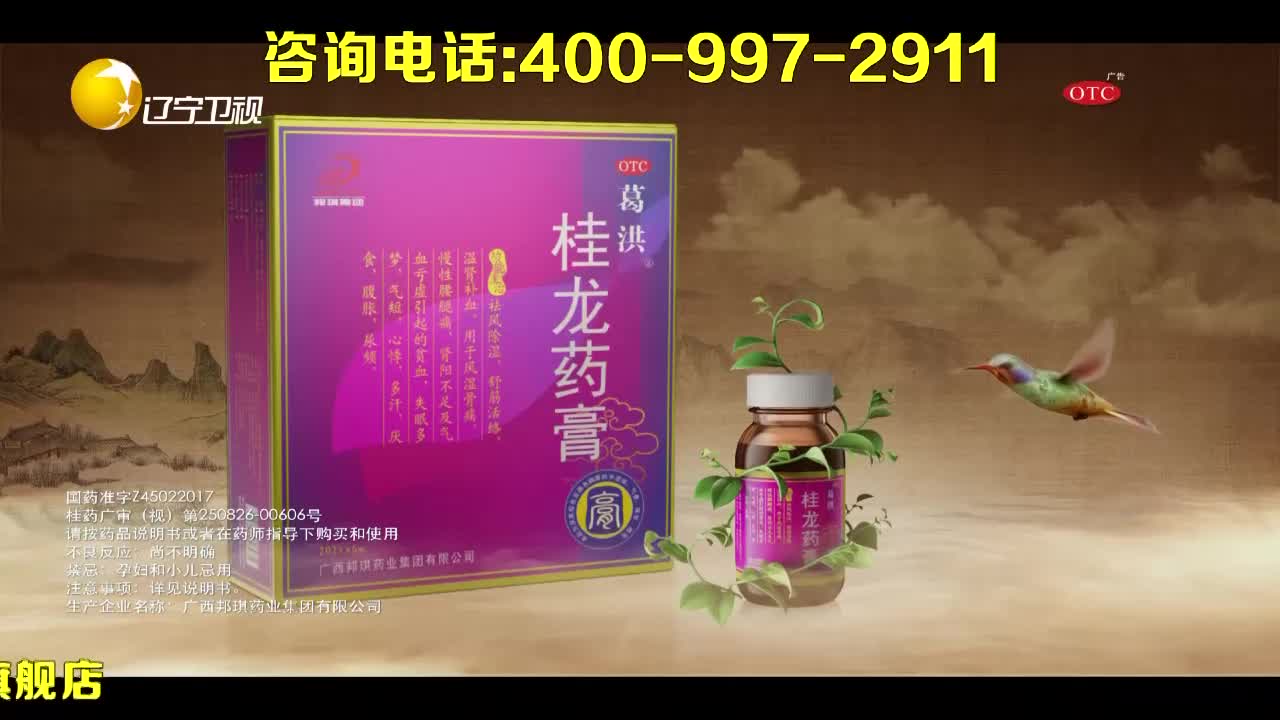 咨询电话:400-997-2911
辽宁卫视
广告
OTC
OTC
葛洪
桂龙药膏
祛风除湿,舒筋活络,
温肾补血。用于风湿骨痛,
慢性腰腿痛,肾阳不足及气
血亏虚引起的贫血,失眠多
梦,气短,心悸,多汗,厌
食,腹胀,尿频。
邦琪集团
膏
202g×6瓶
广西邦琪药业集团有限公司
葛洪
桂龙药膏
国药准字Z45022017
桂药广审(视)第250826-00606号
请按药品说明书或者在药师指导下购买和使用
不良反应:尚不明确
禁忌:孕妇和小儿忌用
注意事项:详见说明书。
生产企业名称:广西邦琪药业集团有限公司
旗舰店